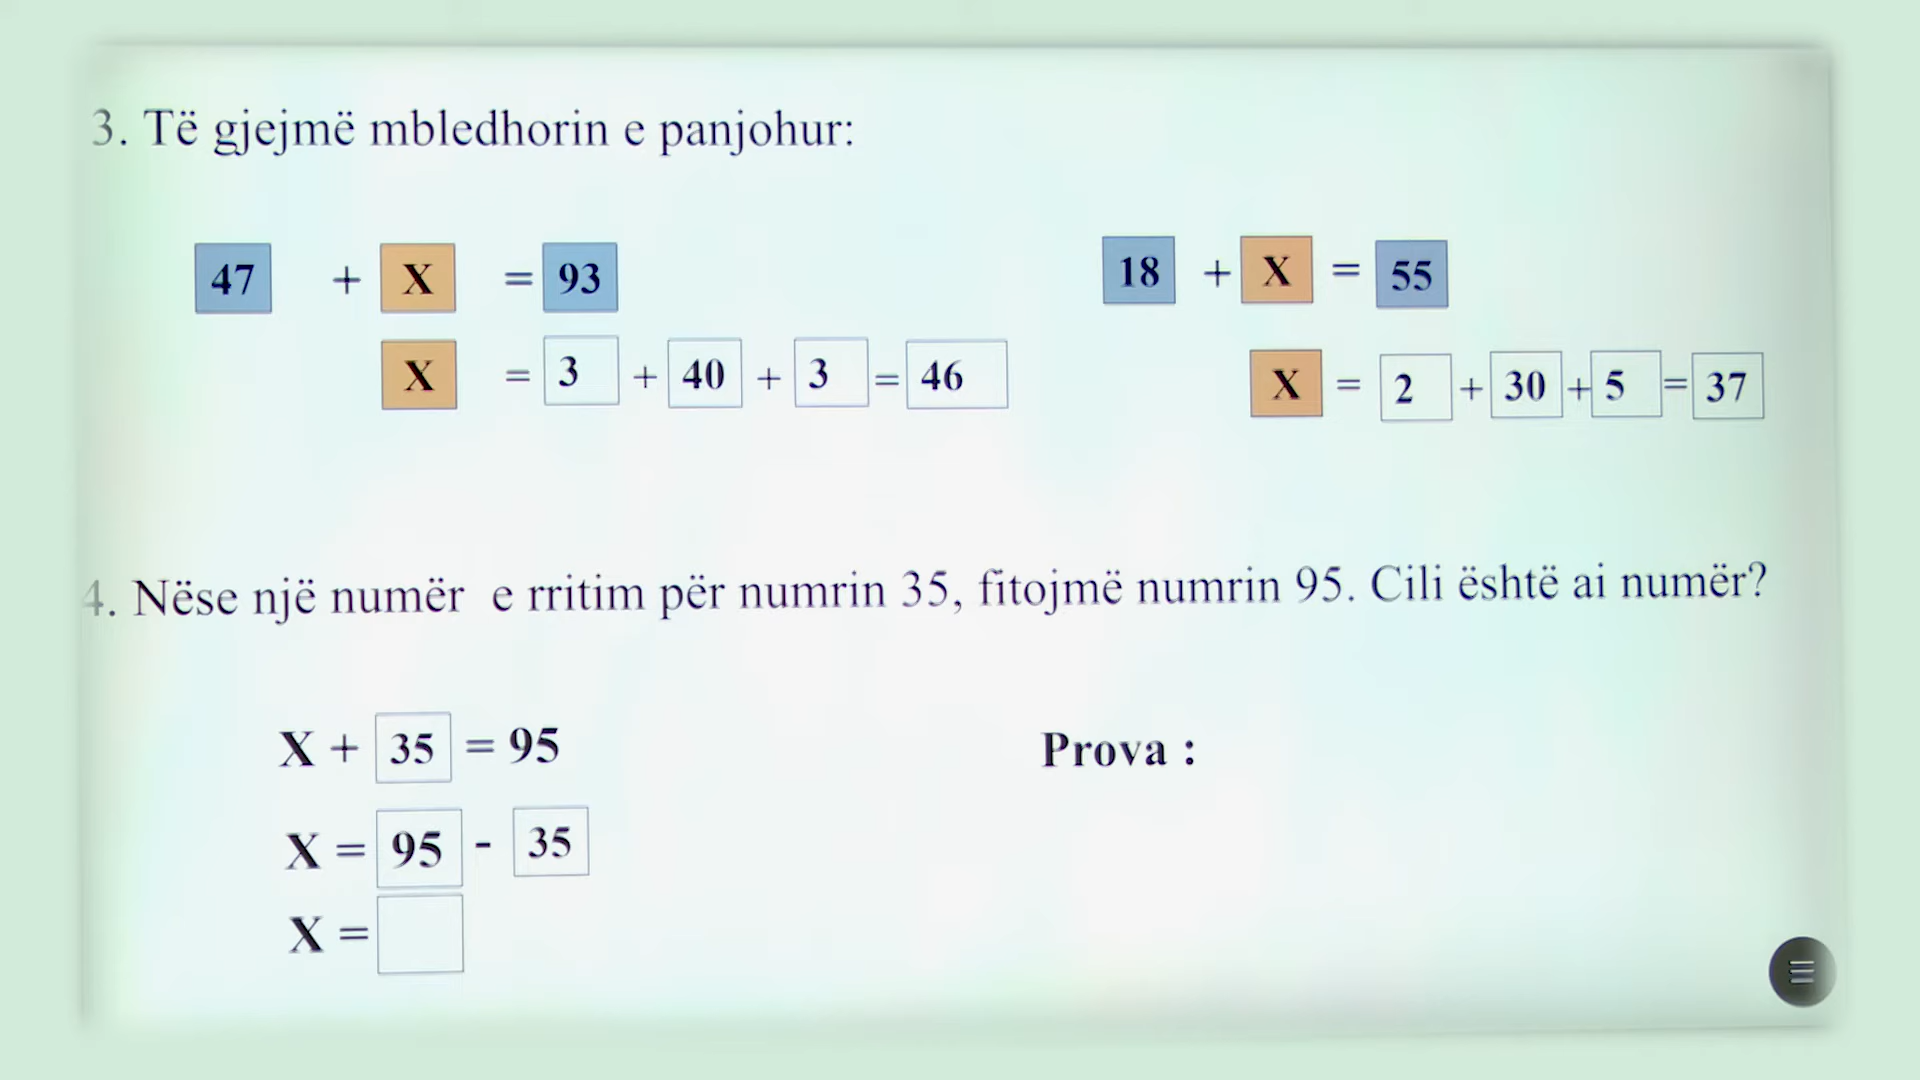 3. Të gjejmë mbledhorin e panjohur:
47 + X = 93
X = 3 + 40 + 3 = 46
18 + X = 55
X = 2 + 30 + 5 = 37
4. Nëse një numër e rritim për numrin 35, fitojmë numrin 95. Cili është ai numër?
X + 35 = 95
X = 95 - 35
X =
Prova :